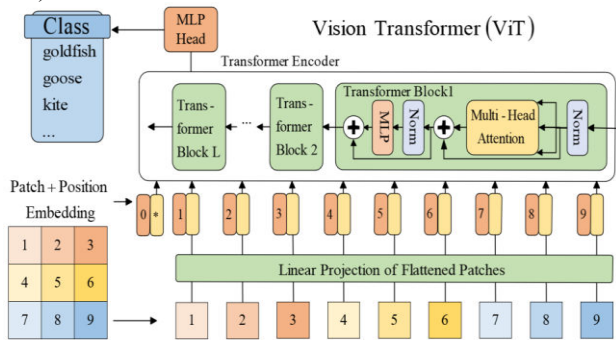 Class
goldfish
goose
kite
...
MLP
Head
Vision Transformer (ViT)
Transformer Encoder
Trans-
former
Block L
...
Trans-
former
Block 2
Transformer Block1
+
MLP
Norm
+
Multi-Head
Attention
Norm
Patch + Position
Embedding
0 *
1
2
3
4
5
6
7
8
9
Linear Projection of Flattened Patches
1 2 3
4 5 6
7 8 9
1 2 3 4 5 6 7 8 9